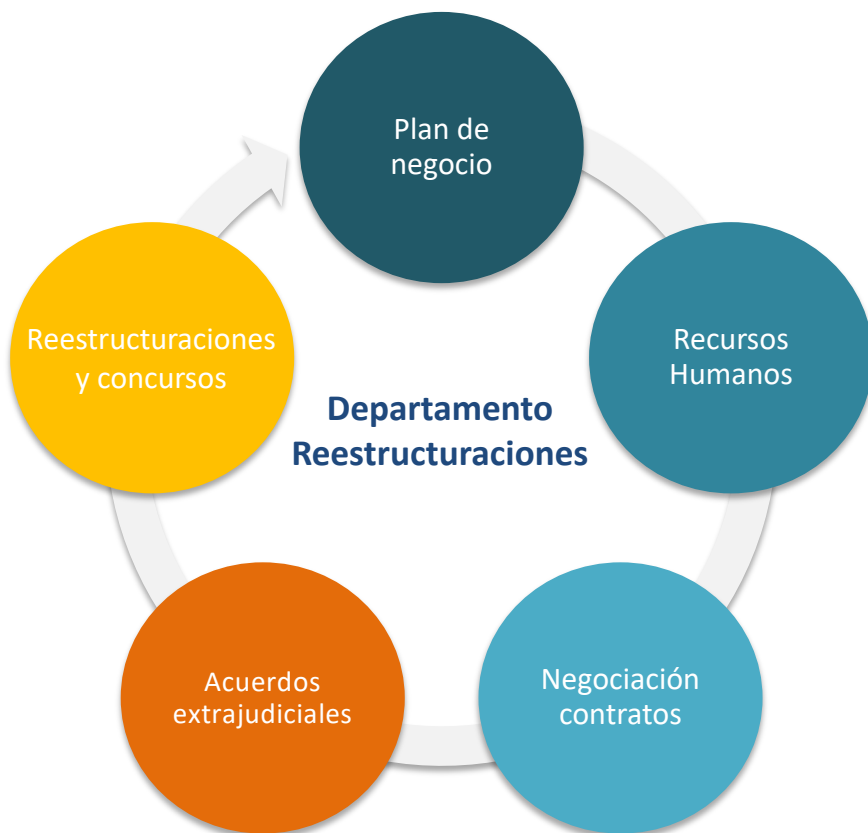 Plan de
negocio
Recursos
Humanos
Negociación
contratos
Acuerdos
extrajudiciales
Reestructuraciones
y concursos
Departamento
Reestructuraciones